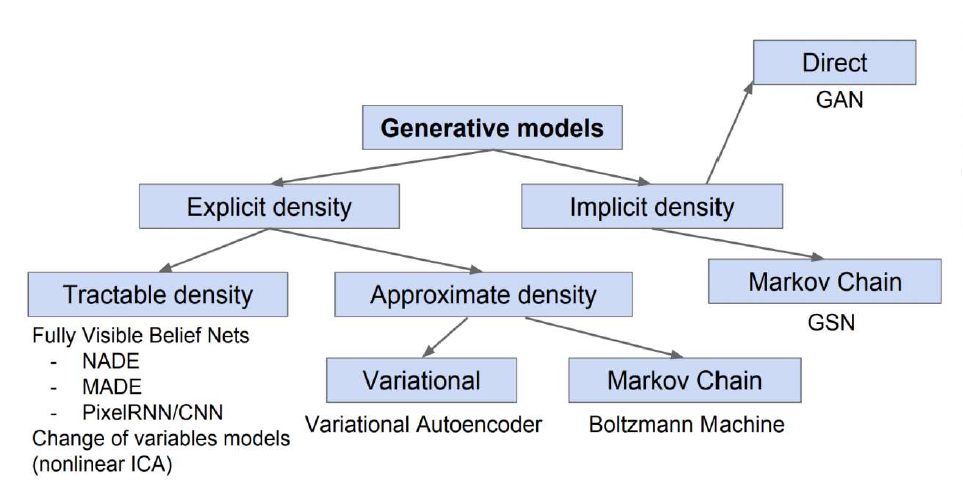 Direct
GAN
Generative models
Explicit density
Implicit density
Tractable density
Approximate density
Markov Chain
GSN
Fully Visible Belief Nets
- NADE
- MADE
- PixelRNN/CNN
Change of variables models
(nonlinear ICA)
Variational
Variational Autoencoder
Markov Chain
Boltzmann Machine